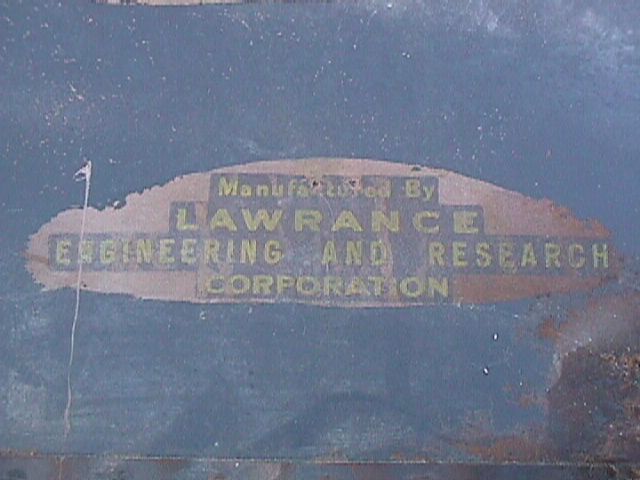 Manufactured By
LAWRANCE
ENGINEERING AND RESEARCH
CORPORATION